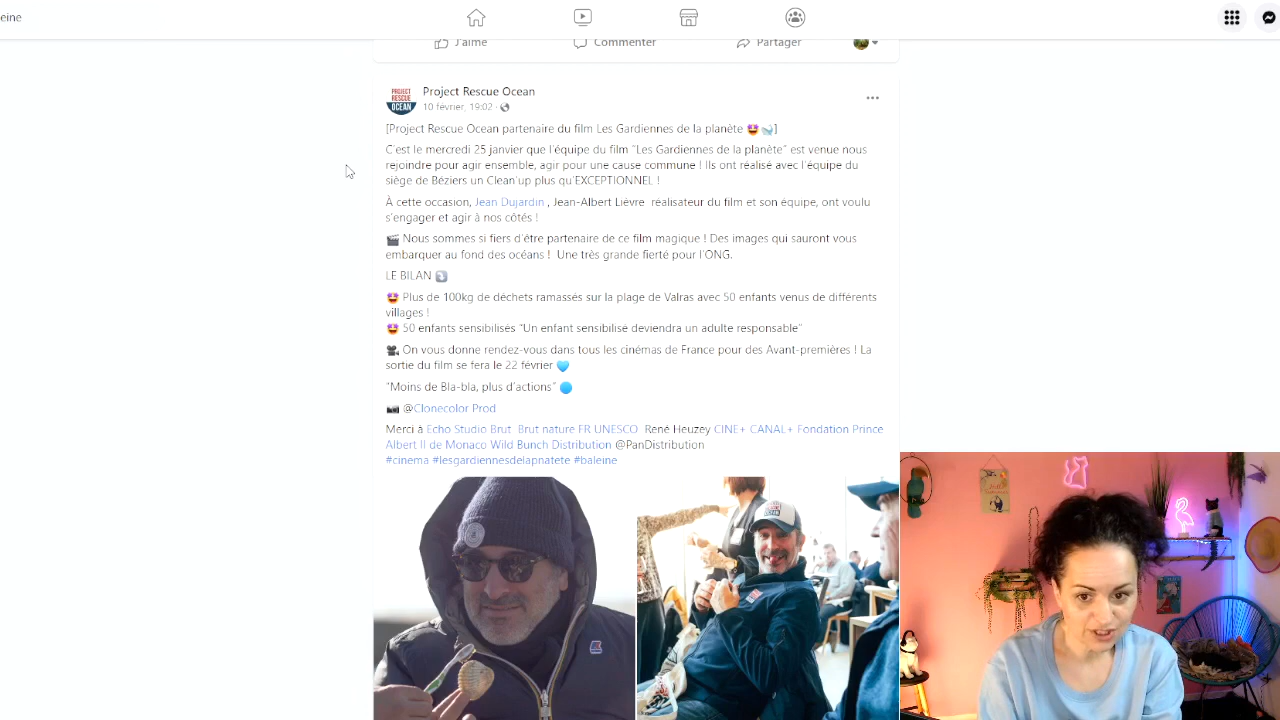 eine
J'aime
Commenter
Partager
PROJECT
RESCUE
OCEAN
Project Rescue Ocean
10 février, 19:02 ·
[Project Rescue Ocean partenaire du film Les Gardiennes de la planète 🤩🐋]
C'est le mercredi 25 janvier que l'équipe du film "Les Gardiennes de la planète" est venue nous
rejoindre pour agir ensemble, agir pour une cause commune ! Ils ont réalisé avec l'équipe du
siège de Béziers un Clean'up plus qu'EXCEPTIONNEL !
À cette occasion, Jean Dujardin , Jean-Albert Lièvre réalisateur du film et son équipe, ont voulu
s'engager et agir à nos côtés !
🎬 Nous sommes si fiers d'être partenaire de ce film magique ! Des images qui sauront vous
embarquer au fond des océans ! Une très grande fierté pour l'ONG.
LE BILAN ⤵️
🤩 Plus de 100kg de déchets ramassés sur la plage de Valras avec 50 enfants venus de différents
villages !
🤩 50 enfants sensibilisés "Un enfant sensibilisé deviendra un adulte responsable"
🎥 On vous donne rendez-vous dans tous les cinémas de France pour des Avant-premières ! La
sortie du film se fera le 22 février 🩵
"Moins de Bla-bla, plus d'actions" 🔵
📷 @Clonecolor Prod
Merci à Echo Studio Brut Brut nature FR UNESCO René Heuzey CINE+ CANAL+ Fondation Prince
Albert II de Monaco Wild Bunch Distribution @PanDistribution
#cinema #lesgardiennesdelapnatete #baleine